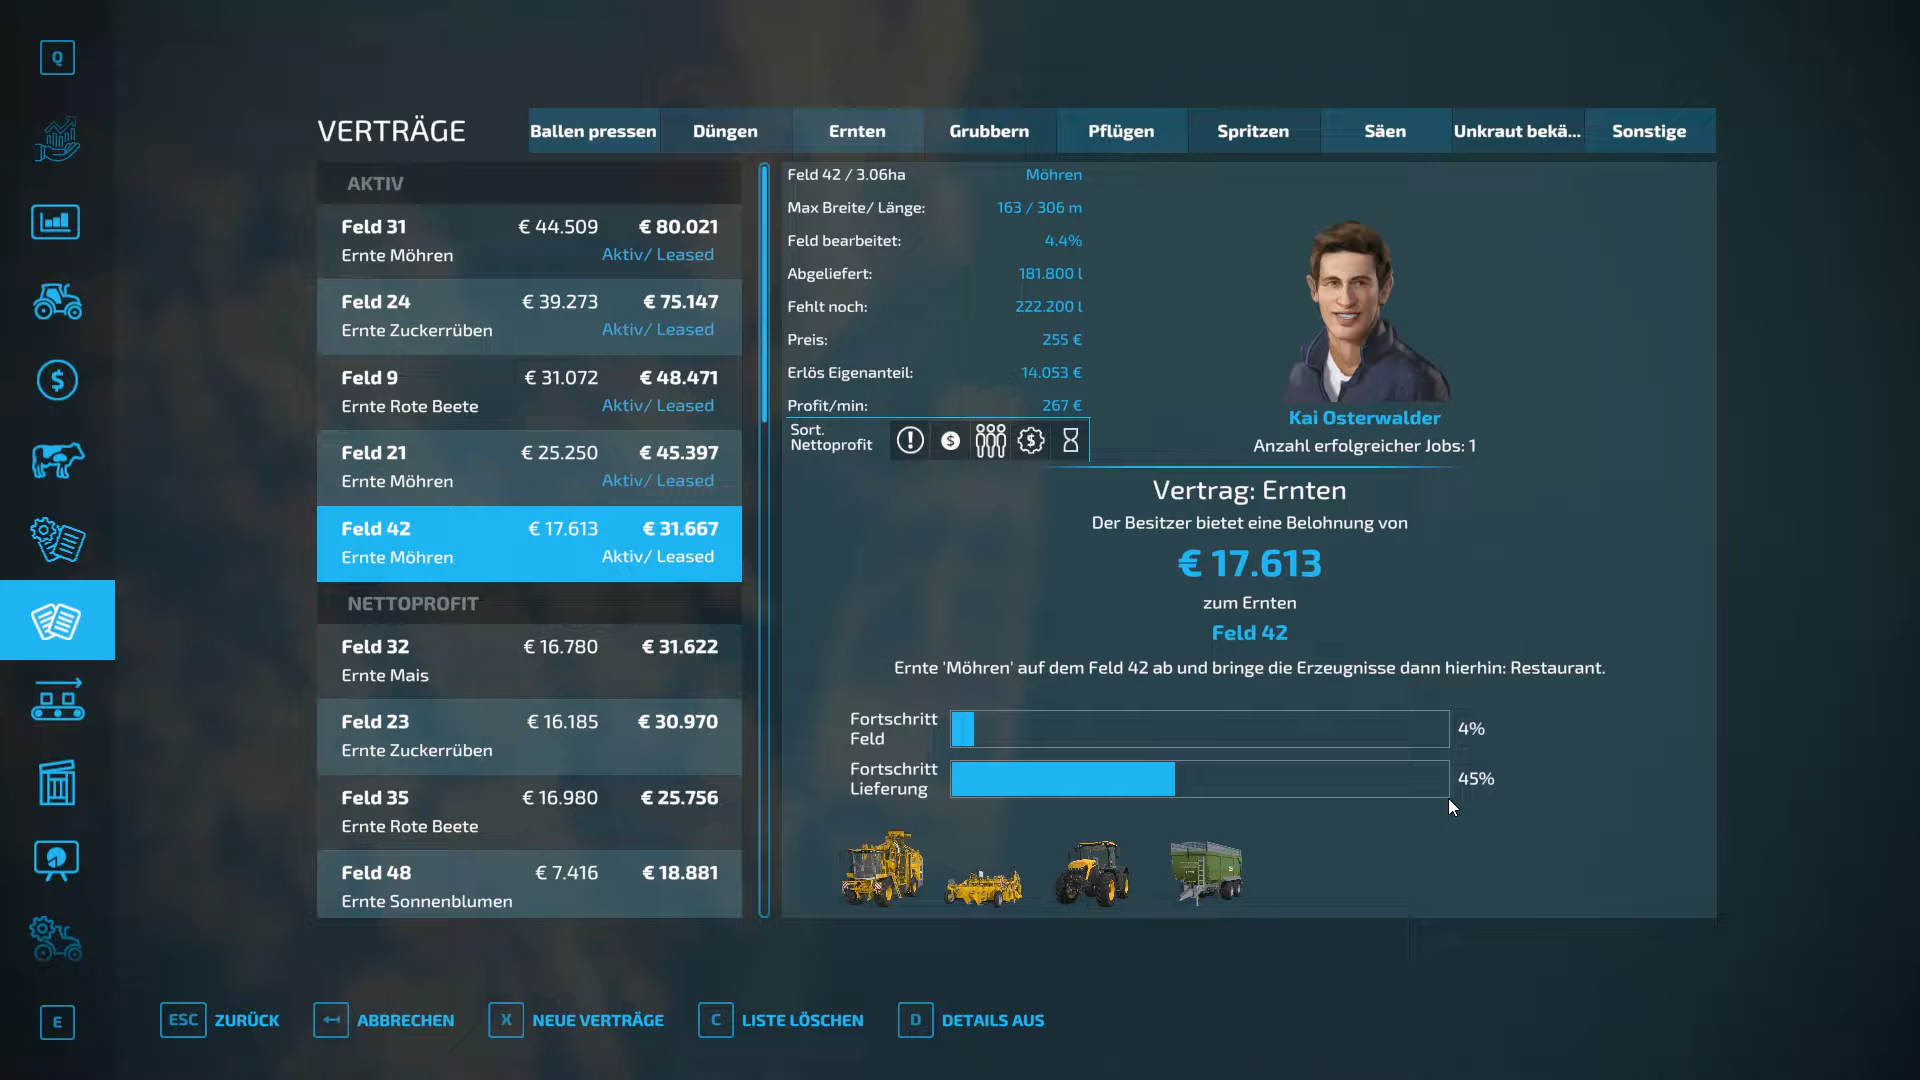 Q
VERTRÄGE
Ballen pressen Düngen Ernten Grubbern Pflügen Spritzen Säen Unkraut bekä... Sonstige
AKTIV
Feld 31 € 44.509 € 80.021
Ernte Möhren Aktiv/ Leased
Feld 24 € 39.273 € 75.147
Ernte Zuckerrüben Aktiv/ Leased
Feld 9 € 31.072 € 48.471
Ernte Rote Beete Aktiv/ Leased
Feld 21 € 25.250 € 45.397
Ernte Möhren Aktiv/ Leased
Feld 42 € 17.613 € 31.667
Ernte Möhren Aktiv/ Leased
NETTOPROFIT
Feld 32 € 16.780 € 31.622
Ernte Mais
Feld 23 € 16.185 € 30.970
Ernte Zuckerrüben
Feld 35 € 16.980 € 25.756
Ernte Rote Beete
Feld 48 € 7.416 € 18.881
Ernte Sonnenblumen
Feld 42 / 3.06ha Möhren
Max Breite/ Länge: 163 / 306 m
Feld bearbeitet: 4.4%
Abgeliefert: 181.800 l
Fehlt noch: 222.200 l
Preis: 255 €
Erlös Eigenanteil: 14.053 €
Profit/min: 267 €
Sort.
Nettoprofit
Kai Osterwalder
Anzahl erfolgreicher Jobs: 1
Vertrag: Ernten
Der Besitzer bietet eine Belohnung von
€ 17.613
zum Ernten
Feld 42
Ernte 'Möhren' auf dem Feld 42 ab und bringe die Erzeugnisse dann hierhin: Restaurant.
Fortschritt
Feld
4%
Fortschritt
Lieferung
45%
E
ESC ZURÜCK ABBRECHEN X NEUE VERTRÄGE C LISTE LÖSCHEN D DETAILS AUS